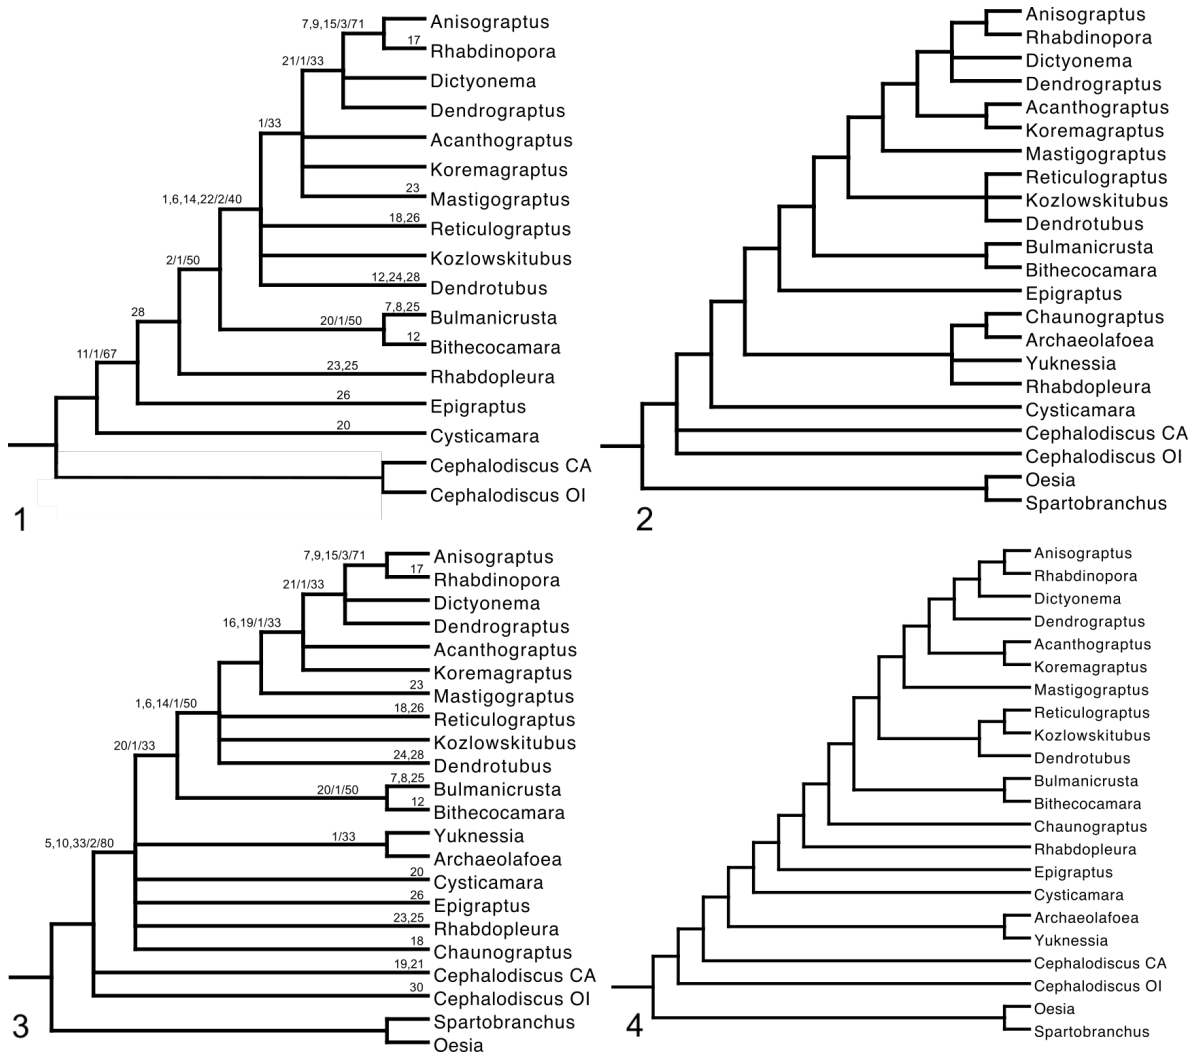 7,9,15/3/71
Anisograptus
17
Rhabdinopora
21/1/33
Dictyonema
Dendrograptus
1/33
Acanthograptus
Koremagraptus
23
Mastigograptus
1,6,14,22/2/40
18,26
Reticulograptus
2/1/50
Kozlowskitubus
12,24,28
Dendrotubus
28
7,8,25
Bulmanicrusta
20/1/50
12
Bithecocamara
11/1/67
23,25
Rhabdopleura
26
Epigraptus
20
Cysticamara
Cephalodiscus CA
Cephalodiscus OI
1
Anisograptus
Rhabdinopora
Dictyonema
Dendrograptus
Acanthograptus
Koremagraptus
Mastigograptus
Reticulograptus
Kozlowskitubus
Dendrotubus
Bulmanicrusta
Bithecocamara
Epigraptus
Chaunograptus
Archaeolafoea
Yuknessia
Rhabdopleura
Cysticamara
Cephalodiscus CA
Cephalodiscus OI
Oesia
Spartobranchus
2
7,9,15/3/71
Anisograptus
17
Rhabdinopora
21/1/33
Dictyonema
Dendrograptus
16,19/1/33
Acanthograptus
Koremagraptus
23
Mastigograptus
1,6,14/1/50
18,26
Reticulograptus
Kozlowskitubus
20/1/33
24,28
Dendrotubus
7,8,25
Bulmanicrusta
20/1/50
12
Bithecocamara
Yuknessia
1/33
5,10,33/2/80
Archaeolafoea
20
Cysticamara
26
Epigraptus
23,25
Rhabdopleura
18
Chaunograptus
19,21
Cephalodiscus CA
30
Cephalodiscus OI
Spartobranchus
Oesia
3
Anisograptus
Rhabdinopora
Dictyonema
Dendrograptus
Acanthograptus
Koremagraptus
Mastigograptus
Reticulograptus
Kozlowskitubus
Dendrotubus
Bulmanicrusta
Bithecocamara
Chaunograptus
Rhabdopleura
Epigraptus
Cysticamara
Archaeolafoea
Yuknessia
Cephalodiscus CA
Cephalodiscus OI
Oesia
Spartobranchus
4